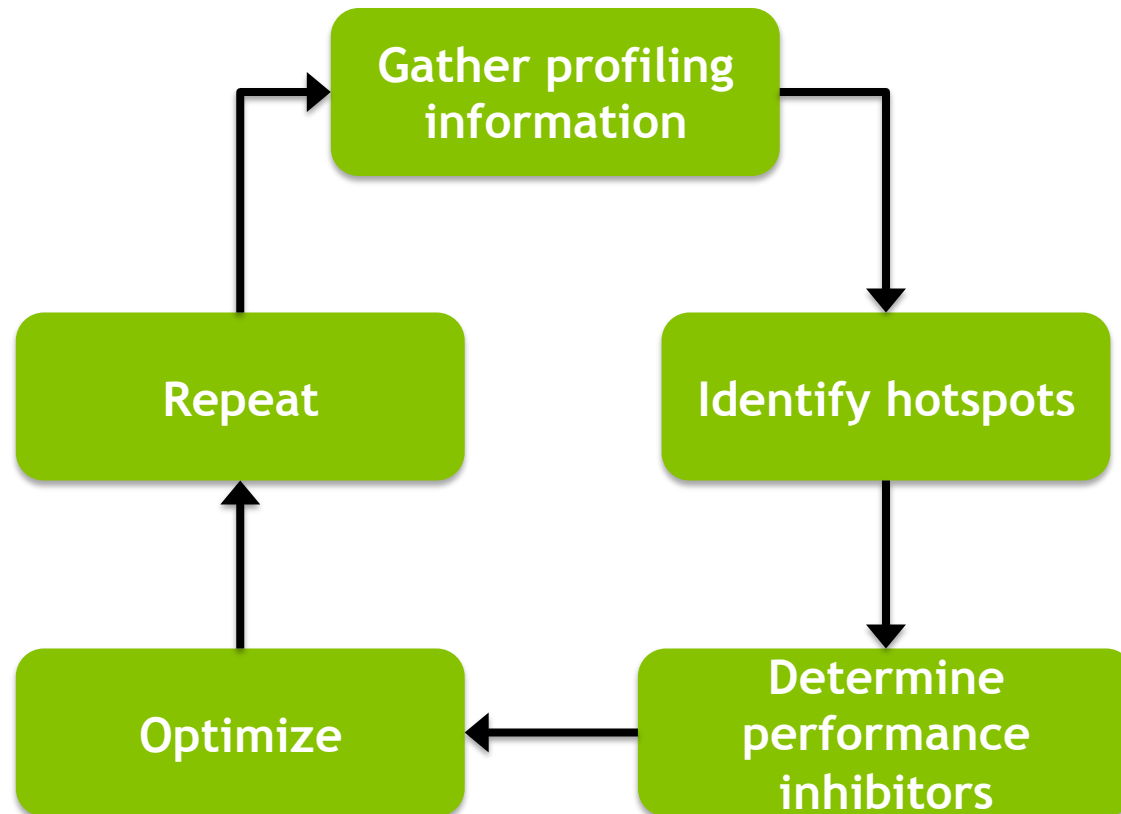 Gather profiling
information
Repeat
Identify hotspots
Optimize
Determine
performance
inhibitors